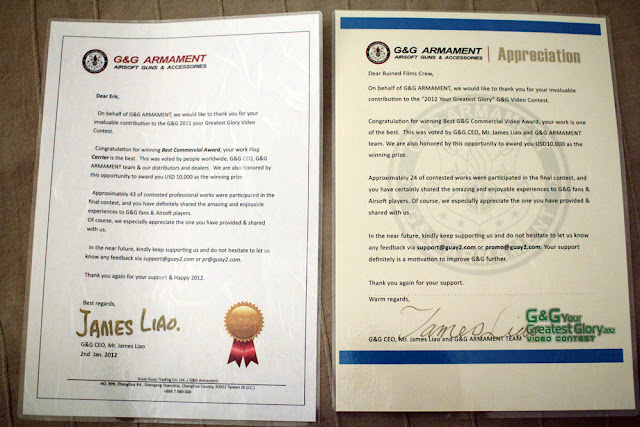 G&G ARMAMENT
AIRSOFT GUNS & ACCESSORIES
Dear Eric,
On behalf of G&G ARMAMENT, we would like to thank you for your
invaluable contribution to the G&G 2011 your Greatest Glory Video
Contest.
Congratulation for winning Best Commercial Award, your work Flag
Carrier is the best. This was voted by people worldwide, G&G CEO, G&G
ARMAMENT team & our distributors and dealers. We are also honored by
this opportunity to award you USD 10,000 as the winning prize.
Approximately 43 of contested professional works were participated in the
final contest, and you have definitely shared the amazing and enjoyable
experiences to G&G fans & Airsoft players.
Of course, we especially appreciate the one you have provided & shared
with us.
In the near future, kindly keep supporting us and do not hesitate to let us
know any feedback via support@guay2.com or pr@guay2.com.
Thank you again for your support & Happy 2012.
Best regards,
JAMES LIAO.
G&G CEO, Mr. James Liao
2nd Jan. 2012
Guay Guay Trading Co. Ltd. / G&G Armament
G&G ARMAMENT
AIRSOFT GUNS & ACCESSORIES
Appreciation
Dear Ruined Films Crew,
On behalf of G&G ARMAMENT, we would like to thank you for your invaluable
contribution to the "2012 Your Greatest Glory" G&G Video Contest.
Congratulation for winning Best G&G Commercial Video Award, your work is one
of the best. This was voted by G&G CEO, Mr. James Liao and G&G ARMAMENT
team. We are also honored by this opportunity to award you USD10,000 as the
winning prize.
Approximately 24 of contested were participated in the final contest, and you
have certainly shared the amazing and enjoyable experiences to G&G fans &
Airsoft players. Of course, we especially appreciate the one you have provided & shared
with us.
In the near future, kindly keep supporting us and do not hesitate to let us know
any feedback via support@guay2.com or promo@guay2.com. Your support
definitely is a motivation to improve G&G further.
Thank you again for your support.
Warm regards,
James Liao
G&G CEO, Mr. James Liao and G&G ARMAMENT TEAM
G&G Your
Greatest Glory 2012
VIDEO CONTEST